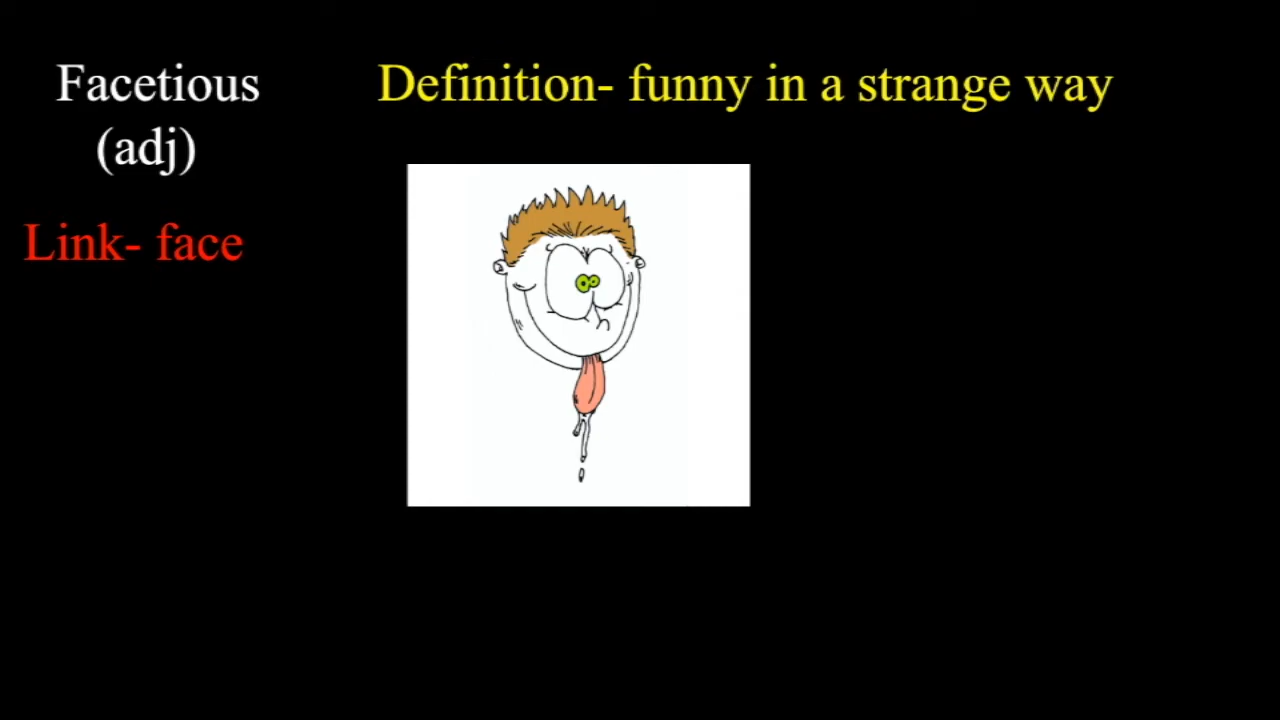 Facetious
(adj)
Definition- funny in a strange way
Link- face